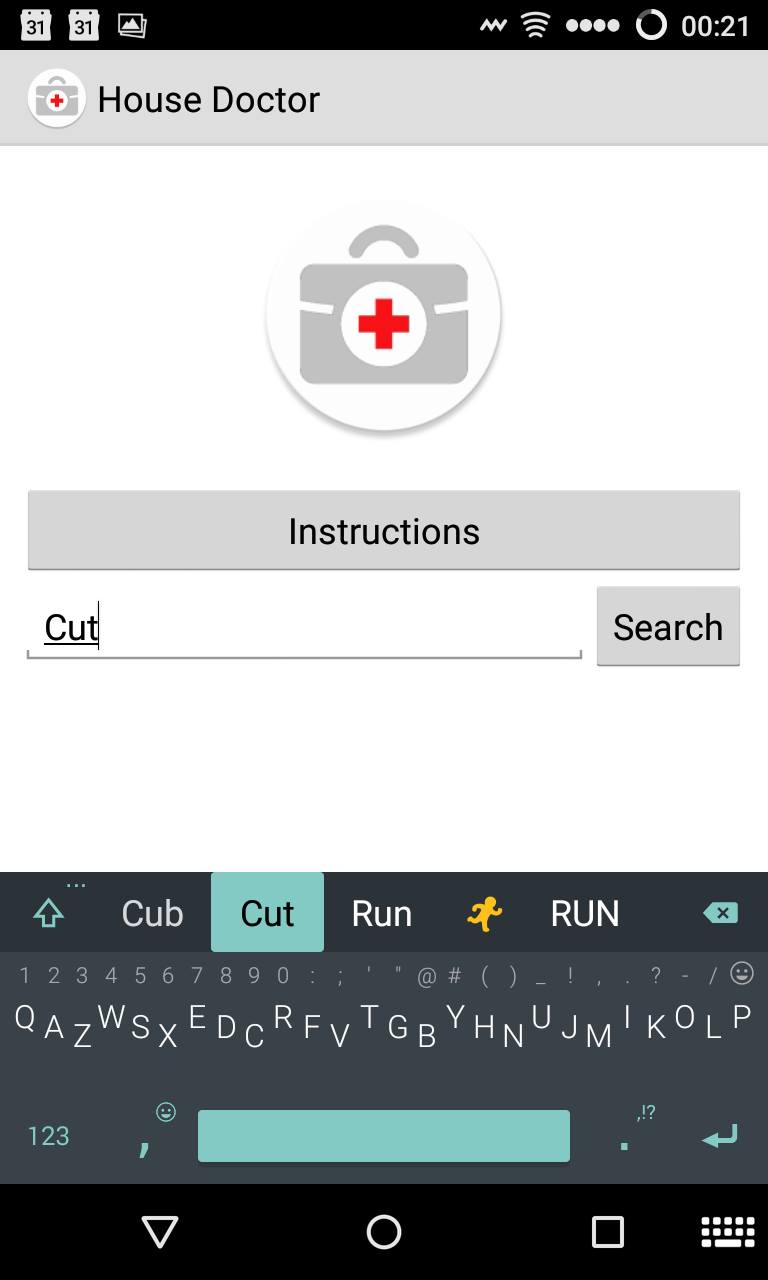 31 31 00:21
House Doctor
Instructions
Cut Search
Cub Cut Run RUN
1 2 3 4 5 6 7 8 9 0 : ; ' " @ # ( ) _ ! , . ? - /
Q A Z W S X E D C R F V T G B Y H N U J M I K O L P
123 , . ,!?